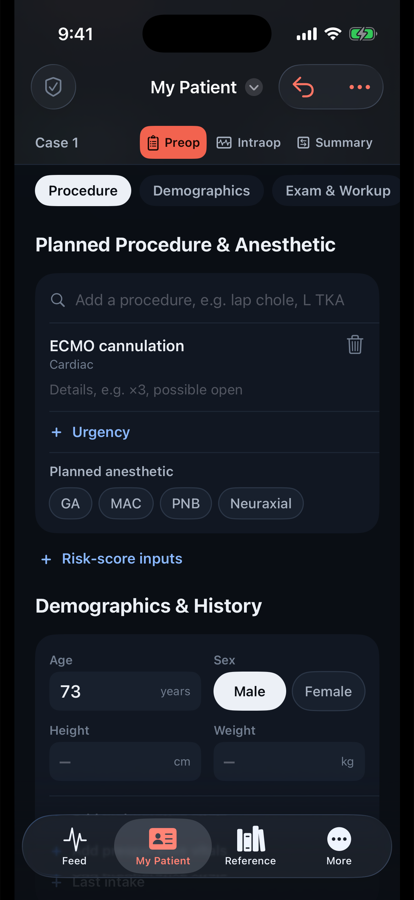 9:41
My Patient
Case 1
Preop
Intraop
Summary
Procedure
Demographics
Exam & Workup
Planned Procedure & Anesthetic
Add a procedure, e.g. lap chole, L TKA
ECMO cannulation
Cardiac
Details, e.g. ×3, possible open
+ Urgency
Planned anesthetic
GA
MAC
PNB
Neuraxial
+ Risk-score inputs
Demographics & History
Age
Sex
73 years
Male
Female
Height
Weight
– cm
– kg
Feed
My Patient
Reference
More
+ Last intake